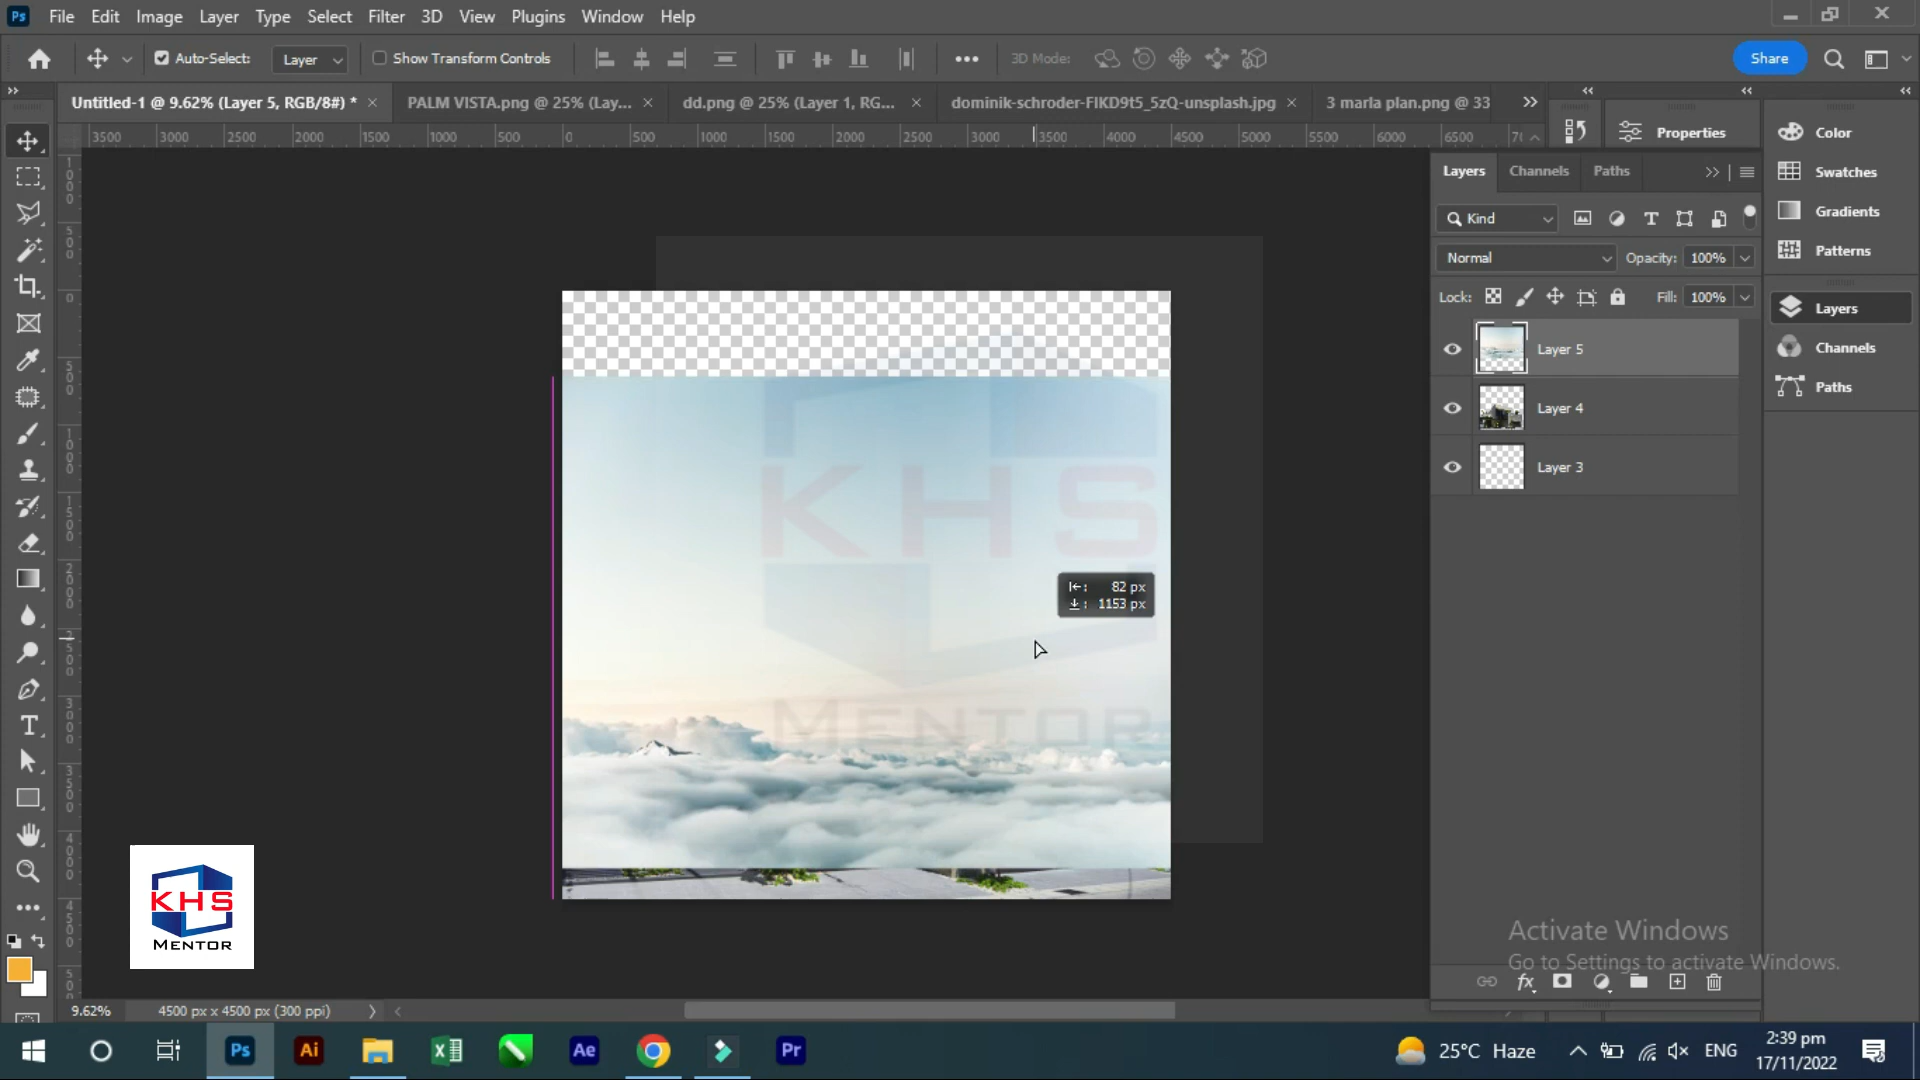 Ps File Edit Image Layer Type Select Filter 3D View Plugins Window Help
Auto-Select: Layer Show Transform Controls 3D Mode: Share
Untitled-1 @ 9.62% (Layer 5, RGB/8#) * PALM VISTA.png @ 25% (Lay... dd.png @ 25% (Layer 1, RG... dominik-schroder-FIKD9t5_5zQ-unsplash.jpg 3 marla plan.png @ 33
3500 3000 2500 2000 1500 1000 500 0 500 1000 1500 2000 2500 3000 3500 4000 4500 5000 5500 6000 6500
Properties
Color
Swatches
Gradients
Patterns
Layers
Channels
Paths
Layers Channels Paths
Kind
Normal Opacity: 100%
Lock: Fill: 100%
Layer 5
Layer 4
Layer 3
KHS
MENTOR
82 px
1153 px
KHS
MENTOR
Activate Windows
Go to Settings to activate Windows.
9.62% 4500 px x 4500 px (300 ppi)
Ps Ai Ae Pr
25°C Haze ENG
2:39 pm
17/11/2022